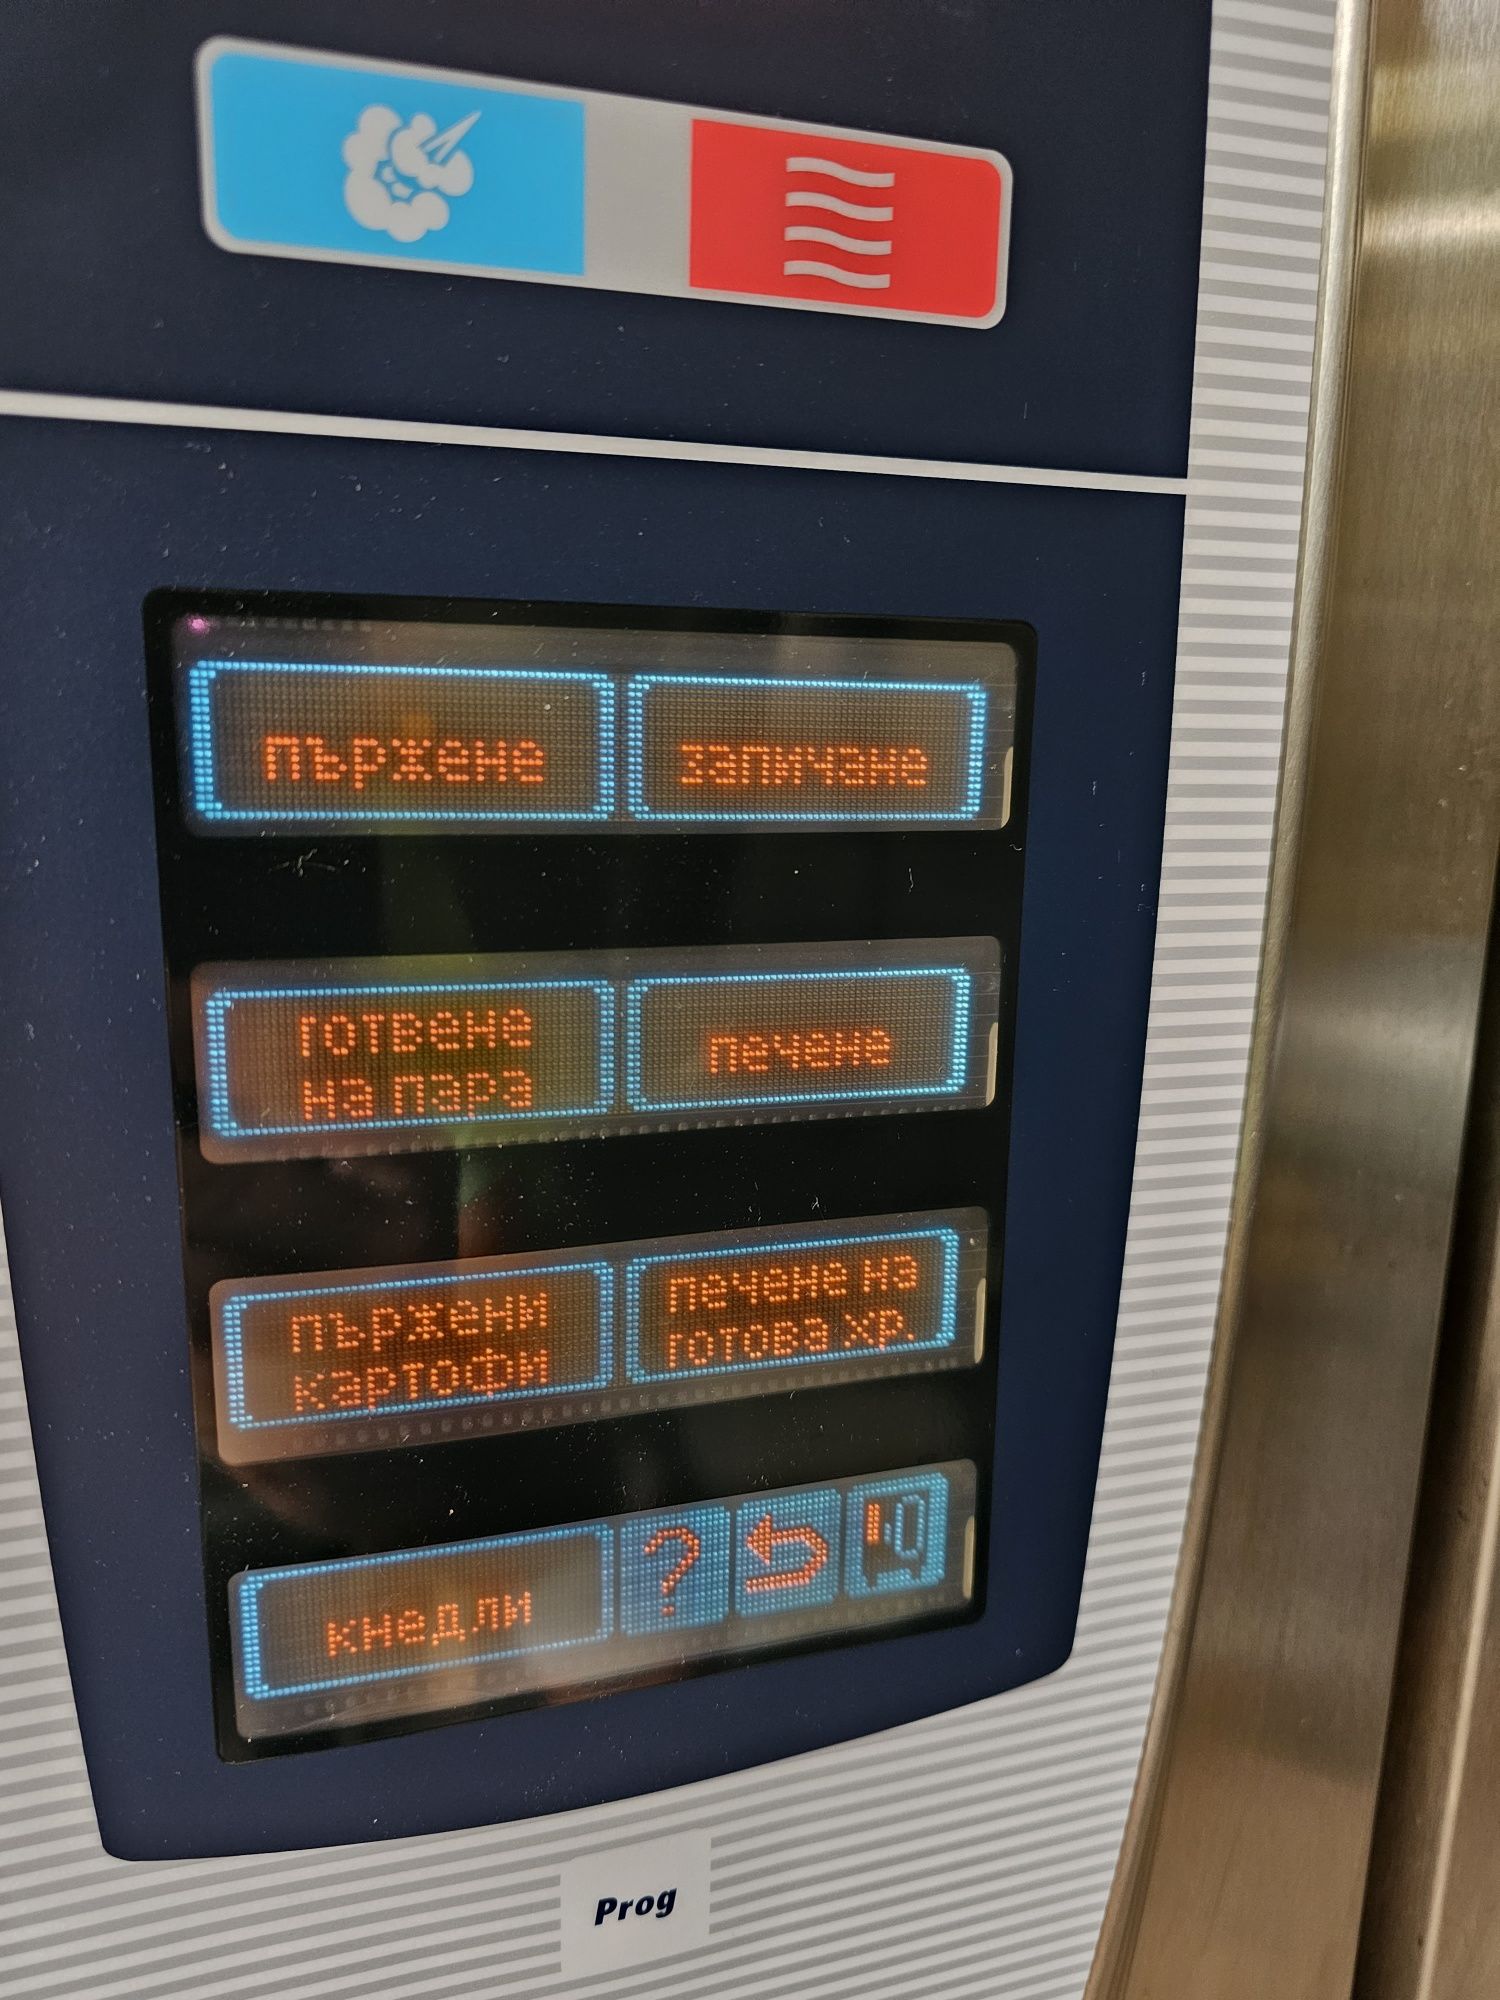 пържене
запичане
готвене
на пара
печене
пържени
картофи
печене на
готова хр.
кнедли
?
Prog